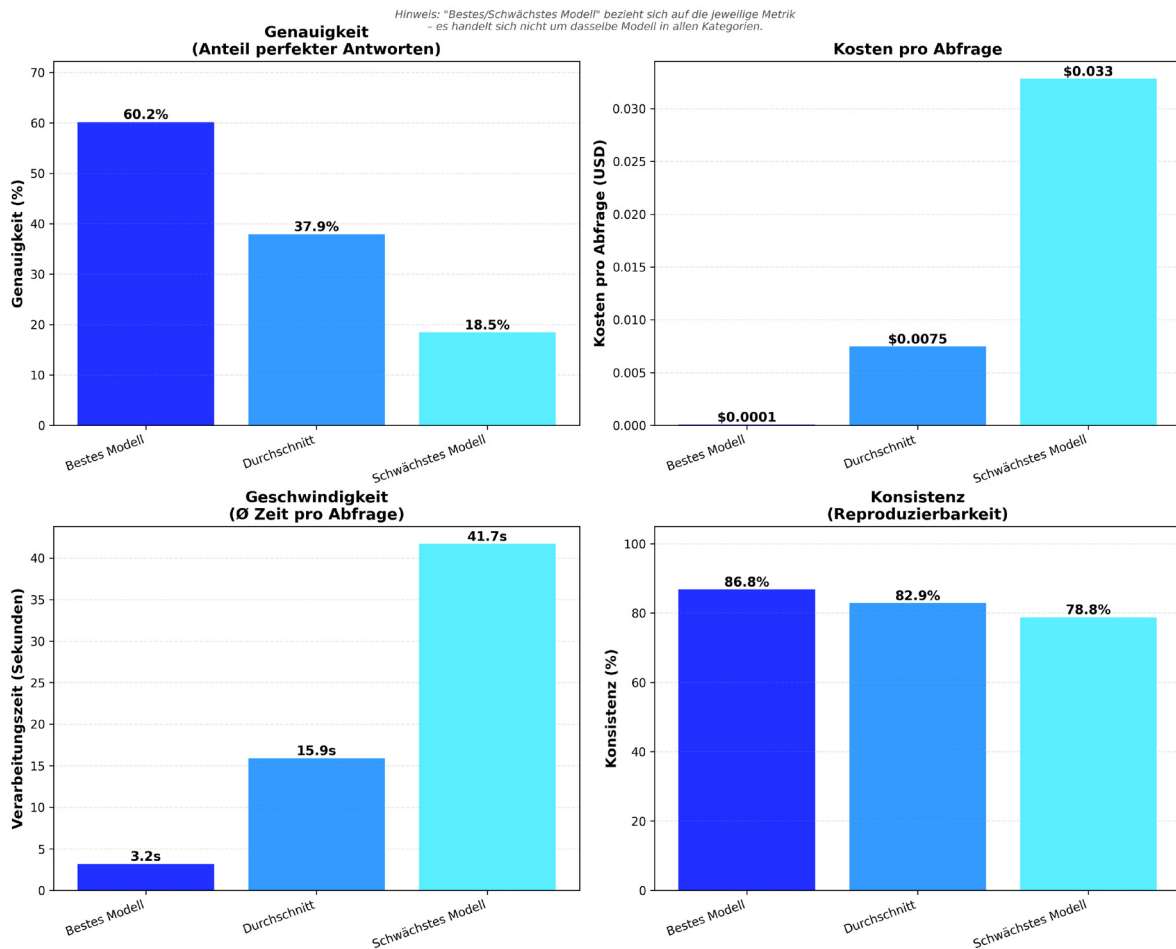 Hinweis: "Bestes/Schwächstes Modell" bezieht sich auf die jeweilige Metrik
– es handelt sich nicht um dasselbe Modell in allen Kategorien.
Genauigkeit
(Anteil perfekter Antworten)
Genauigkeit (%)
70
60
50
40
30
20
10
0
60.2%
37.9%
18.5%
Bestes Modell
Durchschnitt
Schwächstes Modell
Kosten pro Abfrage
Kosten pro Abfrage (USD)
0.030
0.025
0.020
0.015
0.010
0.005
0.000
$0.0001
$0.0075
$0.033
Bestes Modell
Durchschnitt
Schwächstes Modell
Geschwindigkeit
(Ø Zeit pro Abfrage)
Verarbeitungszeit (Sekunden)
40
35
30
25
20
15
10
5
0
3.2s
15.9s
41.7s
Bestes Modell
Durchschnitt
Schwächstes Modell
Konsistenz
(Reproduzierbarkeit)
Konsistenz (%)
100
80
60
40
20
0
86.8%
82.9%
78.8%
Bestes Modell
Durchschnitt
Schwächstes Modell